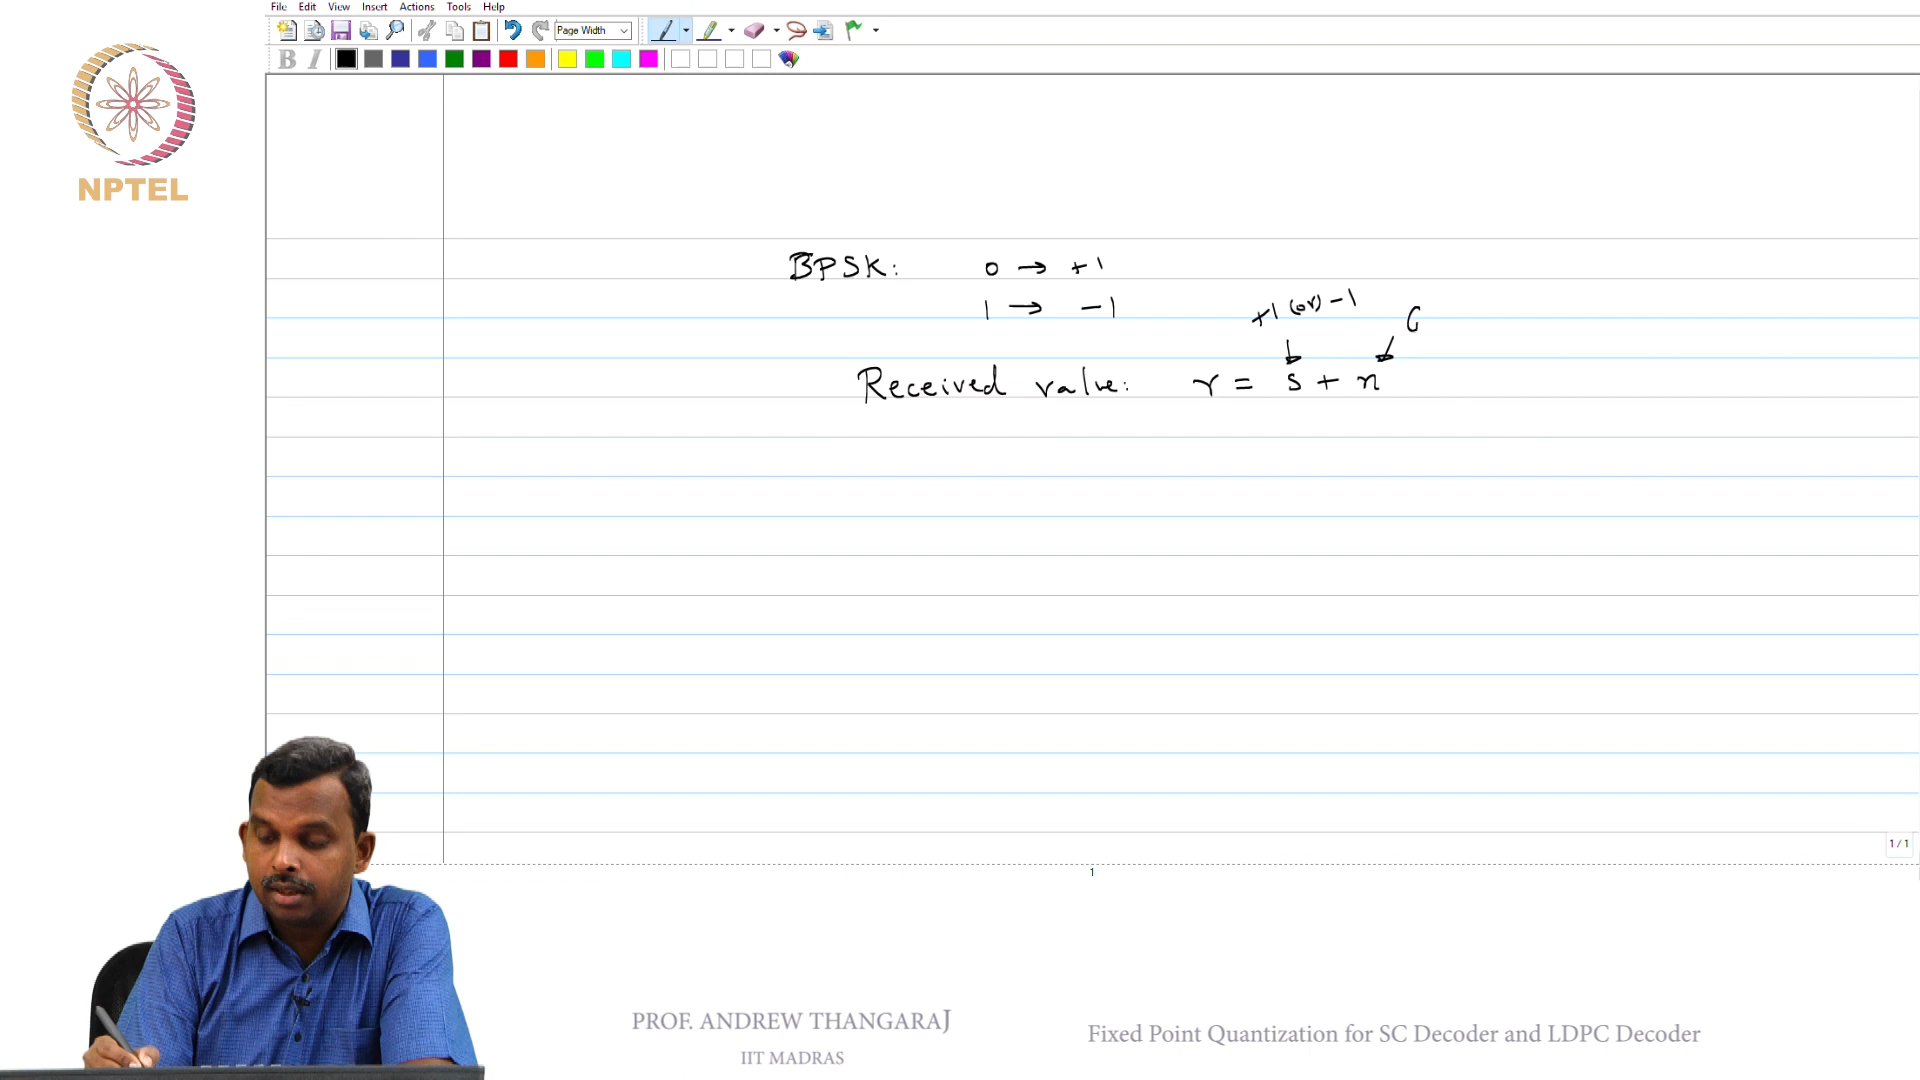 File Edit View Insert Actions Tools Help
Page Width
B I
NPTEL
BPSK: 0 → +1
1 → -1
+1 (or) -1
Received value: r = s + n
1 / 1
1
PROF. ANDREW THANGARAJ
IIT MADRAS
Fixed Point Quantization for SC Decoder and LDPC Decoder